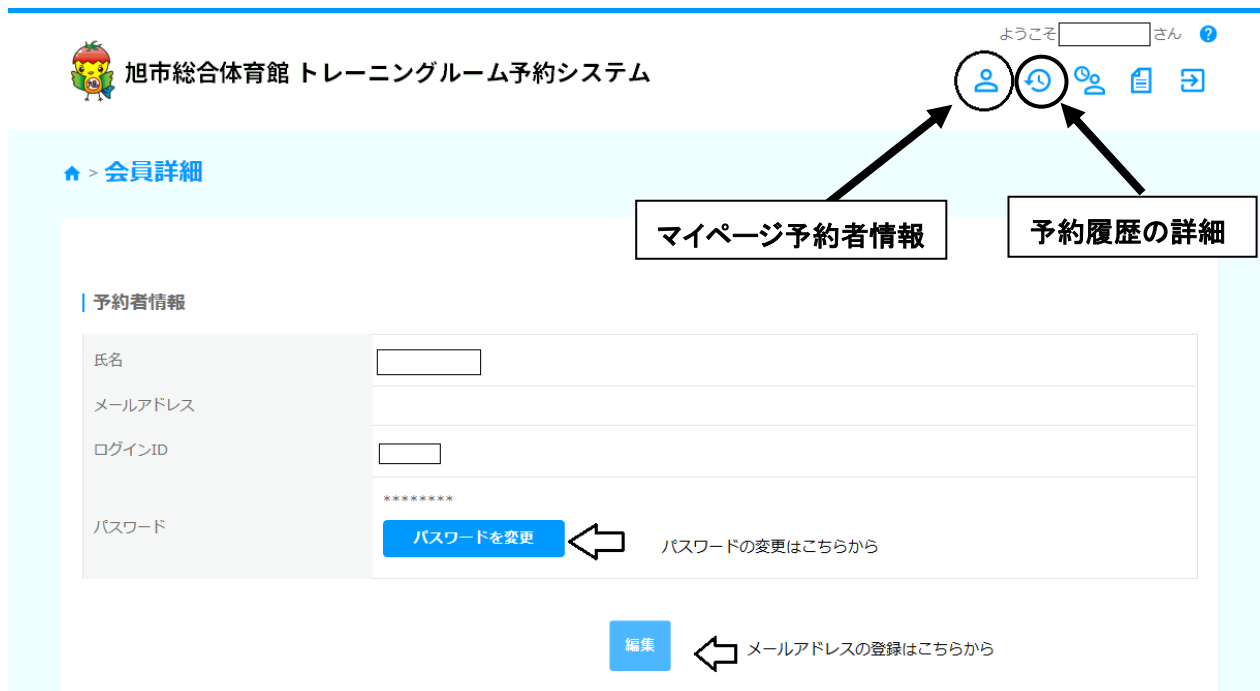 ようこそ さん ?
旭市総合体育館 トレーニングルーム予約システム
> 会員詳細
マイページ予約者情報
予約履歴の詳細
予約者情報
氏名
メールアドレス
ログインID
********
パスワード
パスワードを変更
パスワードの変更はこちらから
編集
メールアドレスの登録はこちらから